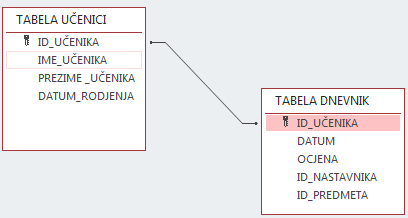 TABELA UČENICI
ID_UČENIKA
IME_UČENIKA
PREZIME _UČENIKA
DATUM_RODJENJA
TABELA DNEVNIK
ID_UČENIKA
DATUM
OCJENA
ID_NASTAVNIKA
ID_PREDMETA